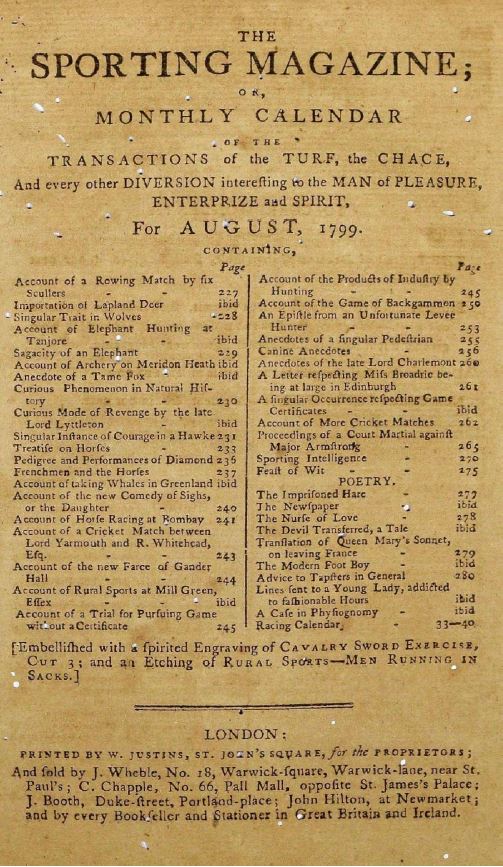 THE
SPORTING MAGAZINE;
OR,
MONTHLY CALENDAR
OF THE
TRANSACTIONS of the TURF, the CHACE,
And every other DIVERSION intereſting to the MAN of PLEASURE,
ENTERPRIZE and SPIRIT,
For AUGUST, 1799.
CONTAINING,
Page
Account of a Rowing Match by ſix
Scullers - - 227
Importation of Lapland Deer ibid
Singular Trait in Wolves - 228
Account of Elephant Hunting at
Tanjore - - ibid
Sagacity of an Elephant 229
Account of Archery on Meriden Heath ibid
Anecdote of a Tame Fox - ibid
Curious Phenomenon in Natural Hiſ-
tory - - 230
Curious Mode of Revenge by the late
Lord Lyttleton - ibid
Singular Inſtance of Courage in a Hawke 231
Treatiſe on Horſes - 233
Pedigree and Performances of Diamond 236
Frenchmen and the Horſes 237
Account of taking Whales in Greenland ibid
Account of the new Comedy of Sighs,
or the Daughter - 240
Account of Horſe Racing at Bombay 241
Account of a Cricket Match between
Lord Yarmouth and R. Whitehead,
Eſq. - - 243
Account of the new Farce of Gander
Hall - - 244
Account of Rural Sports at Mill Green,
Eſſex - - ibid
Account of a Trial for Purſuing Game
without a Certificate 245
Page
Account of the Products of Induſtry by
Hunting - - 245
Account of the Game of Backgammon 250
An Epiſtle from an Unfortunate Levee
Hunter - - 253
Anecdotes of a ſingular Pedeſtrian 255
Canine Anecdotes - 256
Anecdotes of the late Lord Charlemont 260
A Letter reſpecting Miſs Broadric be-
ing at large in Edinburgh 261
A ſingular Occurrence reſpecting Game
Certificates - ibid
Account of More Cricket Matches 262
Proceedings of a Court Martial againſt
Major Armſtrong - 265
Sporting Intelligence - 270
Feaſt of Wit - - 275
POETRY.
The Impriſoned Hare - 277
The Newſpaper - ibid
The Nurſe of Love - 278
The Devil Transferred, a Tale ibid
Tranſlation of Queen Mary's Sonnet,
on leaving France - 279
The Modern Foot Boy - ibid
Advice to Tapſters in General 280
Lines ſent to a Young Lady, addicted
to faſhionable Hours ibid
A Caſe in Phyſiognomy - ibid
Racing Calendar, - 33—40
[Embelliſhed with a ſpirited Engraving of CAVALRY SWORD EXERCISE,
CUT 3; and an Etching of RURAL SPORTS—MEN RUNNING IN
SACKS.]
LONDON:
PRINTED BY W. JUSTINS, ST. JOHN'S SQUARE, for the PROPRIETORS;
And ſold by J. Wheble, No. 18, Warwick-ſquare, Warwick-lane, near St.
Paul's; C. Chapple, No. 66, Pall Mall, oppoſite St. James's Palace;
J. Booth, Duke-ſtreet, Portland-place; John Hilton, at Newmarket;
and by every Bookſeller and Stationer in Great Britain and Ireland.